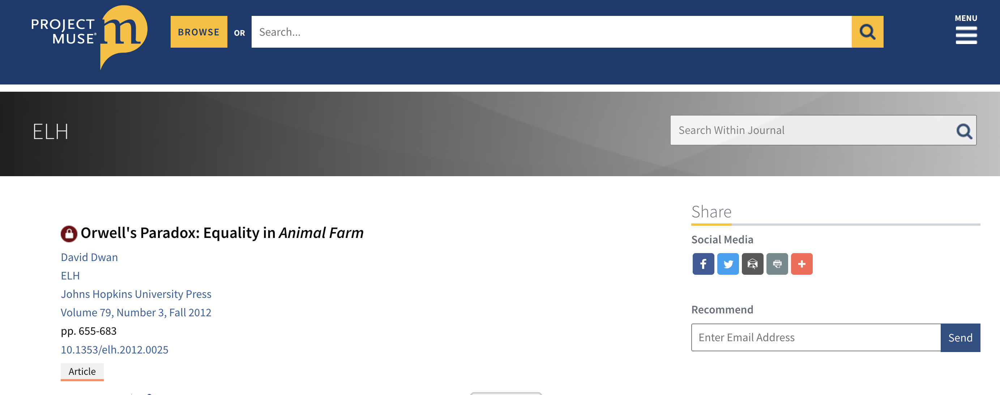 PROJECT
MUSE®
m
BROWSE
OR
Search...
MENU
ELH
Search Within Journal
Orwell's Paradox: Equality in Animal Farm
David Dwan
ELH
Johns Hopkins University Press
Volume 79, Number 3, Fall 2012
pp. 655-683
10.1353/elh.2012.0025
Article
Share
Social Media
Recommend
Enter Email Address
Send